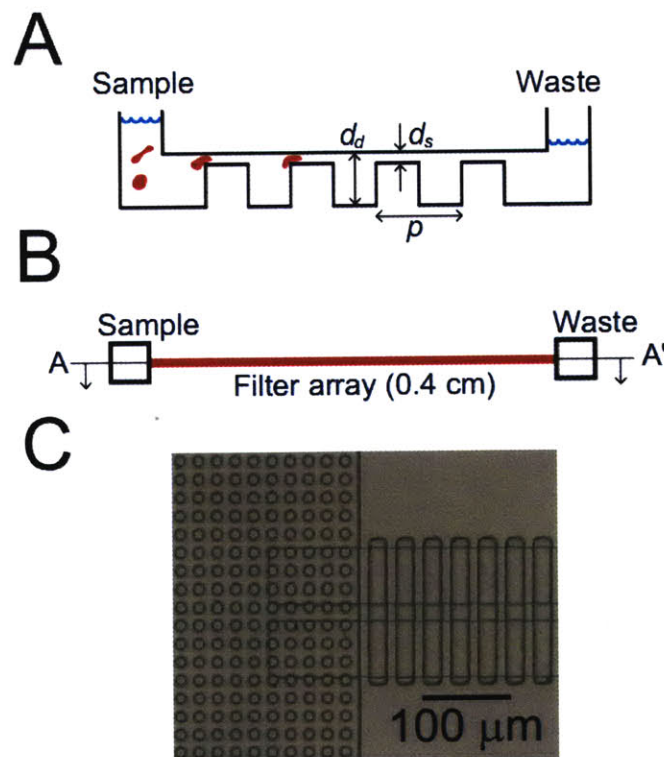 A
Sample
Waste
d_d
d_s
p
B
Sample
Waste
A
A'
Filter array (0.4 cm)
C
100 μm